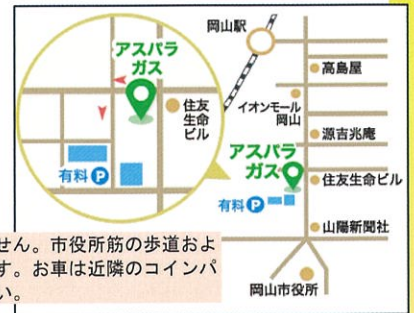 アスパラ
ガス
住友
生命
ビル
有料 P
岡山駅
高島屋
イオンモール
岡山
源吉兆庵
アスパラ
ガス
住友生命ビル
有料 P
山陽新聞社
岡山市役所
せん。市役所筋の歩道およ
す。お車は近隣のコインパ
い。